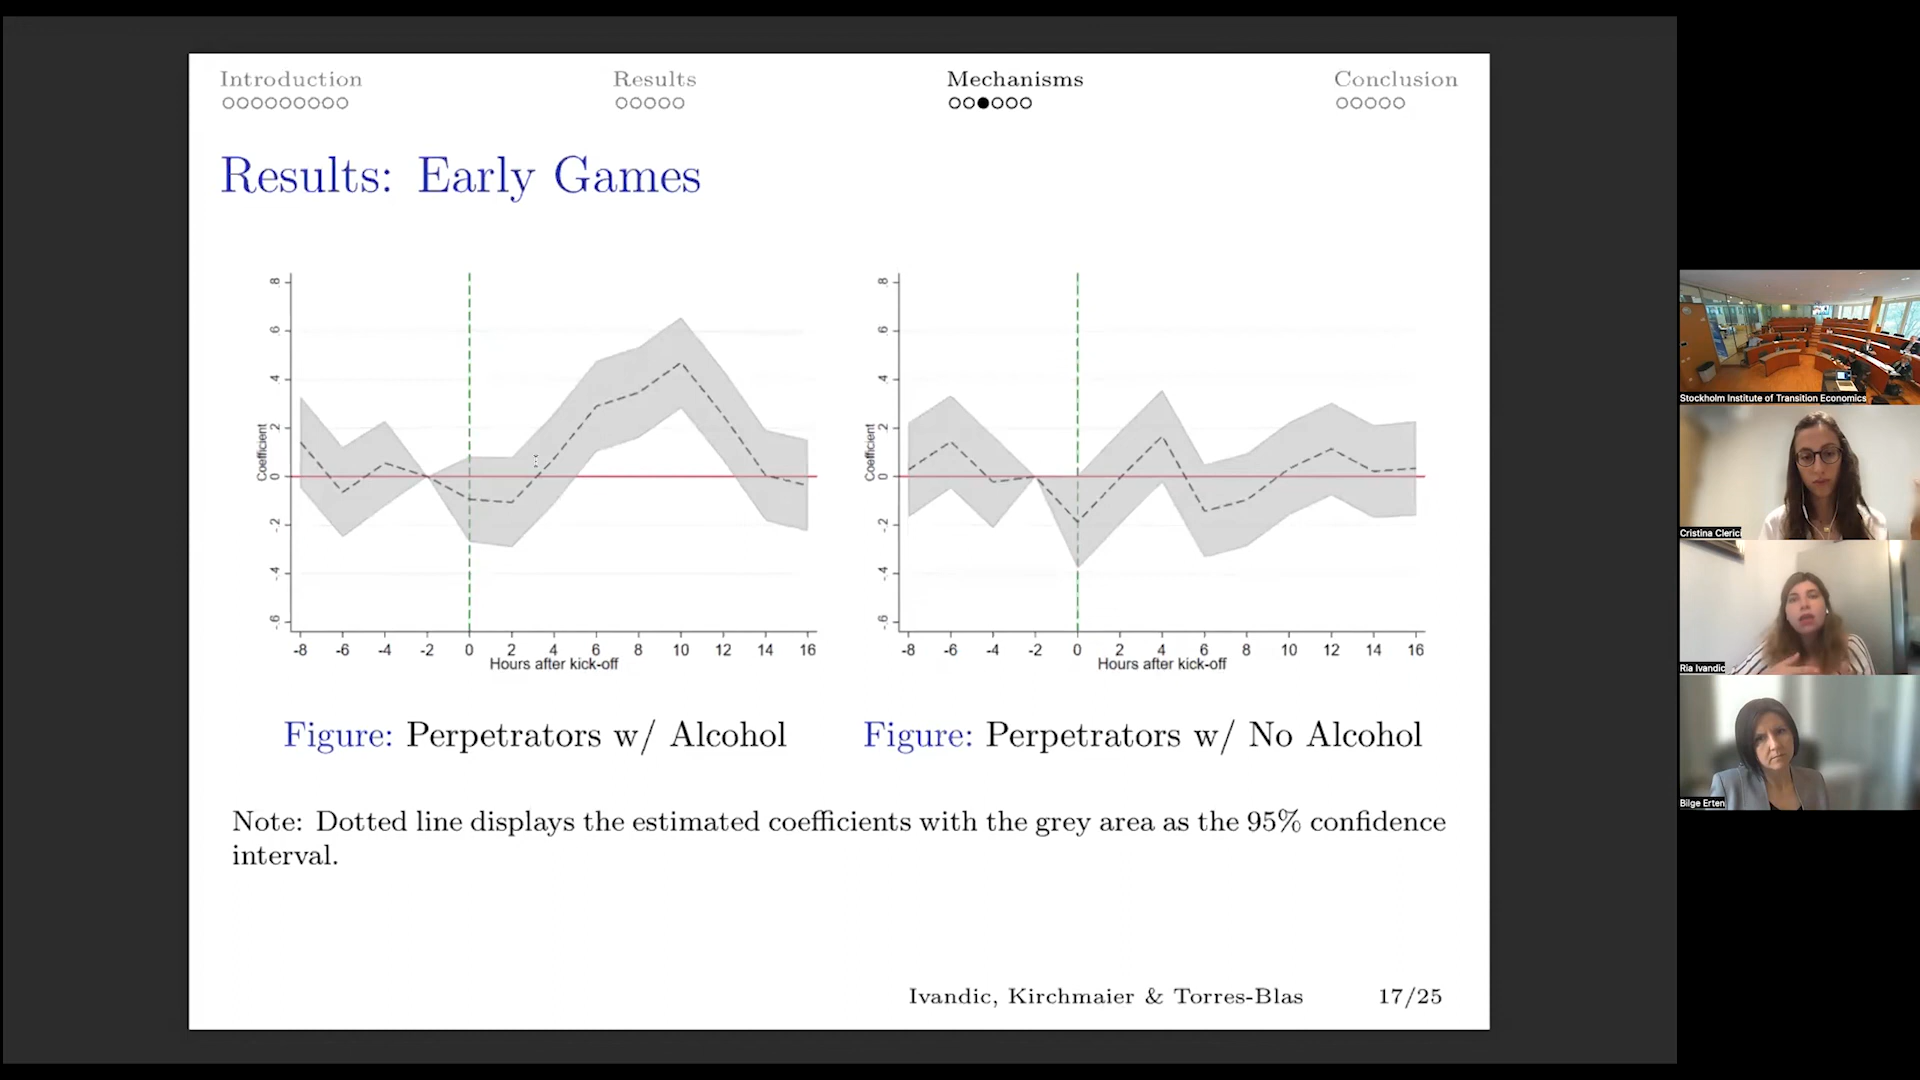 Introduction
Results
Mechanisms
Conclusion
Results: Early Games
Coefficient
.8
.6
.4
.2
0
-.2
-.4
-.6
-8 -6 -4 -2 0 2 4 6 8 10 12 14 16
Hours after kick-off
Figure: Perpetrators w/ Alcohol
Coefficient
.8
.6
.4
.2
0
-.2
-.4
-.6
-8 -6 -4 -2 0 2 4 6 8 10 12 14 16
Hours after kick-off
Figure: Perpetrators w/ No Alcohol
Note: Dotted line displays the estimated coefficients with the grey area as the 95% confidence
interval.
Ivandic, Kirchmaier & Torres-Blas 17/25
Stockholm Institute of Transition Economics
Cristina Clerici
Ria Ivandic
Bilge Erten